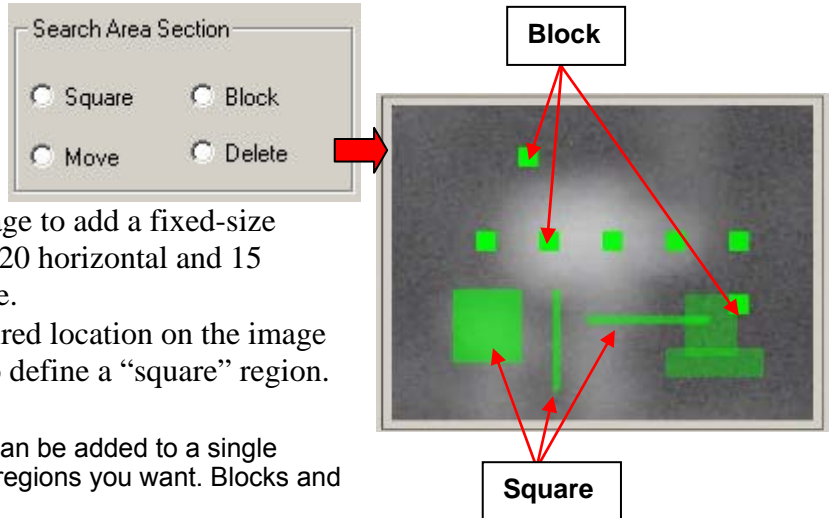 Search Area Section
Square
Block
Move
Delete
Block
age to add a fixed-size
20 horizontal and 15
e.
red location on the image
o define a “square” region.
an be added to a single
regions you want. Blocks and
Square